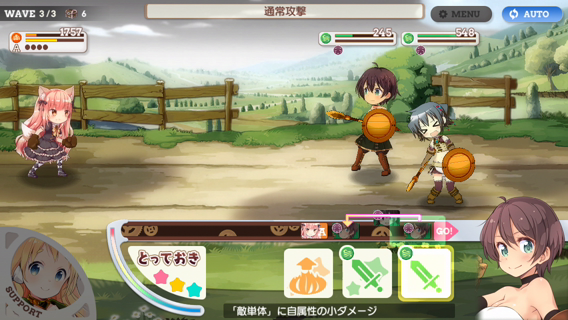 WAVE 3/3 6
通常攻撃
MENU
AUTO
1757
245
548
A
A
GO!
とっておき
SUPPORT
「敵単体」に自属性の小ダメージ